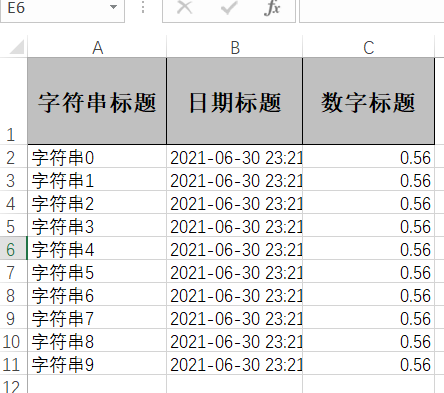 E6
fx
A B C
1 字符串标题 日期标题 数字标题
2 字符串0 2021-06-30 23:21 0.56
3 字符串1 2021-06-30 23:21 0.56
4 字符串2 2021-06-30 23:21 0.56
5 字符串3 2021-06-30 23:21 0.56
6 字符串4 2021-06-30 23:21 0.56
7 字符串5 2021-06-30 23:21 0.56
8 字符串6 2021-06-30 23:21 0.56
9 字符串7 2021-06-30 23:21 0.56
10 字符串8 2021-06-30 23:21 0.56
11 字符串9 2021-06-30 23:21 0.56
12